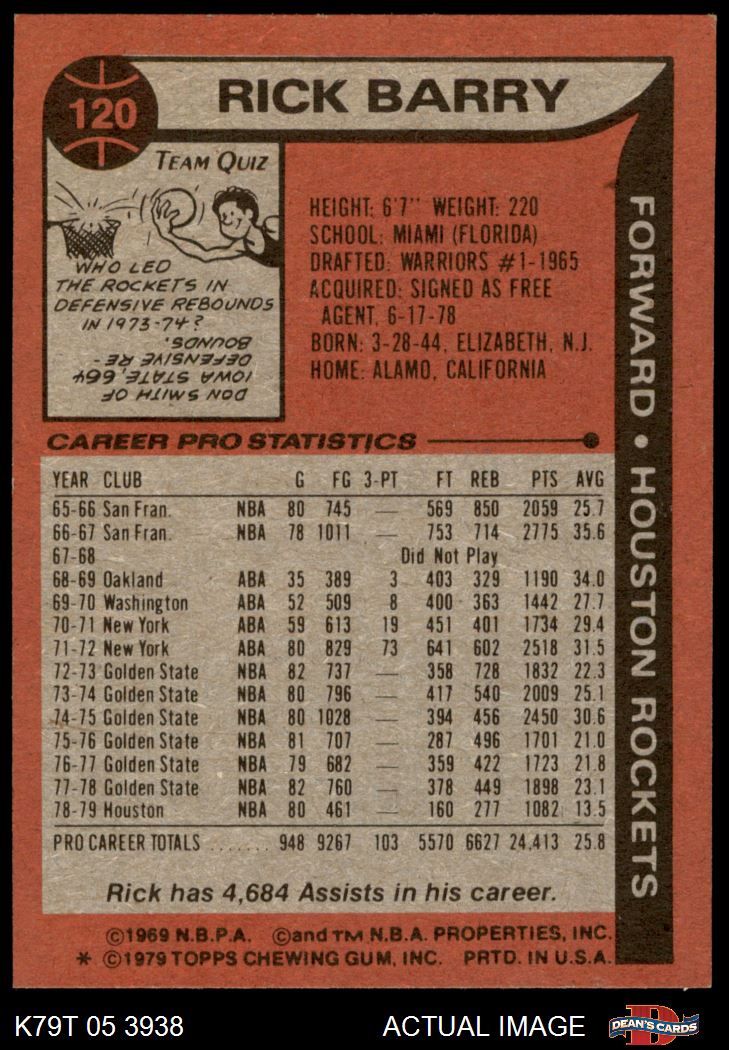 120
RICK BARRY
TEAM QUIZ
WHO LED
THE ROCKETS IN
DEFENSIVE REBOUNDS
IN 1973-74?
DON SMITH OF
IOWA STATE, 664
DEFENSIVE RE-
BOUNDS.
HEIGHT: 6'7" WEIGHT: 220
SCHOOL: MIAMI (FLORIDA)
DRAFTED: WARRIORS #1-1965
ACQUIRED: SIGNED AS FREE
AGENT, 6-17-78
BORN: 3-28-44, ELIZABETH, N.J.
HOME: ALAMO, CALIFORNIA
FORWARD • HOUSTON ROCKETS
CAREER PRO STATISTICS
YEAR CLUB G FG 3-PT FT REB PTS AVG
65-66 San Fran. NBA 80 745 — 569 850 2059 25.7
66-67 San Fran. NBA 78 1011 — 753 714 2775 35.6
67-68 Did Not Play
68-69 Oakland ABA 35 389 3 403 329 1190 34.0
69-70 Washington ABA 52 509 8 400 363 1442 27.7
70-71 New York ABA 59 613 19 451 401 1734 29.4
71-72 New York ABA 80 829 73 641 602 2518 31.5
72-73 Golden State NBA 82 737 — 358 728 1832 22.3
73-74 Golden State NBA 80 796 — 417 540 2009 25.1
74-75 Golden State NBA 80 1028 — 394 456 2450 30.6
75-76 Golden State NBA 81 707 — 287 496 1701 21.0
76-77 Golden State NBA 79 682 — 359 422 1723 21.8
77-78 Golden State NBA 82 760 — 378 449 1898 23.1
78-79 Houston NBA 80 461 — 160 277 1082 13.5
PRO CAREER TOTALS ....... 948 9267 103 5570 6627 24,413 25.8
Rick has 4,684 Assists in his career.
©1969 N.B.P.A. ©and TM N.B.A. PROPERTIES, INC.
* ©1979 TOPPS CHEWING GUM, INC. PRTD. IN U.S.A.
K79T 05 3938 ACTUAL IMAGE DEAN'S CARDS